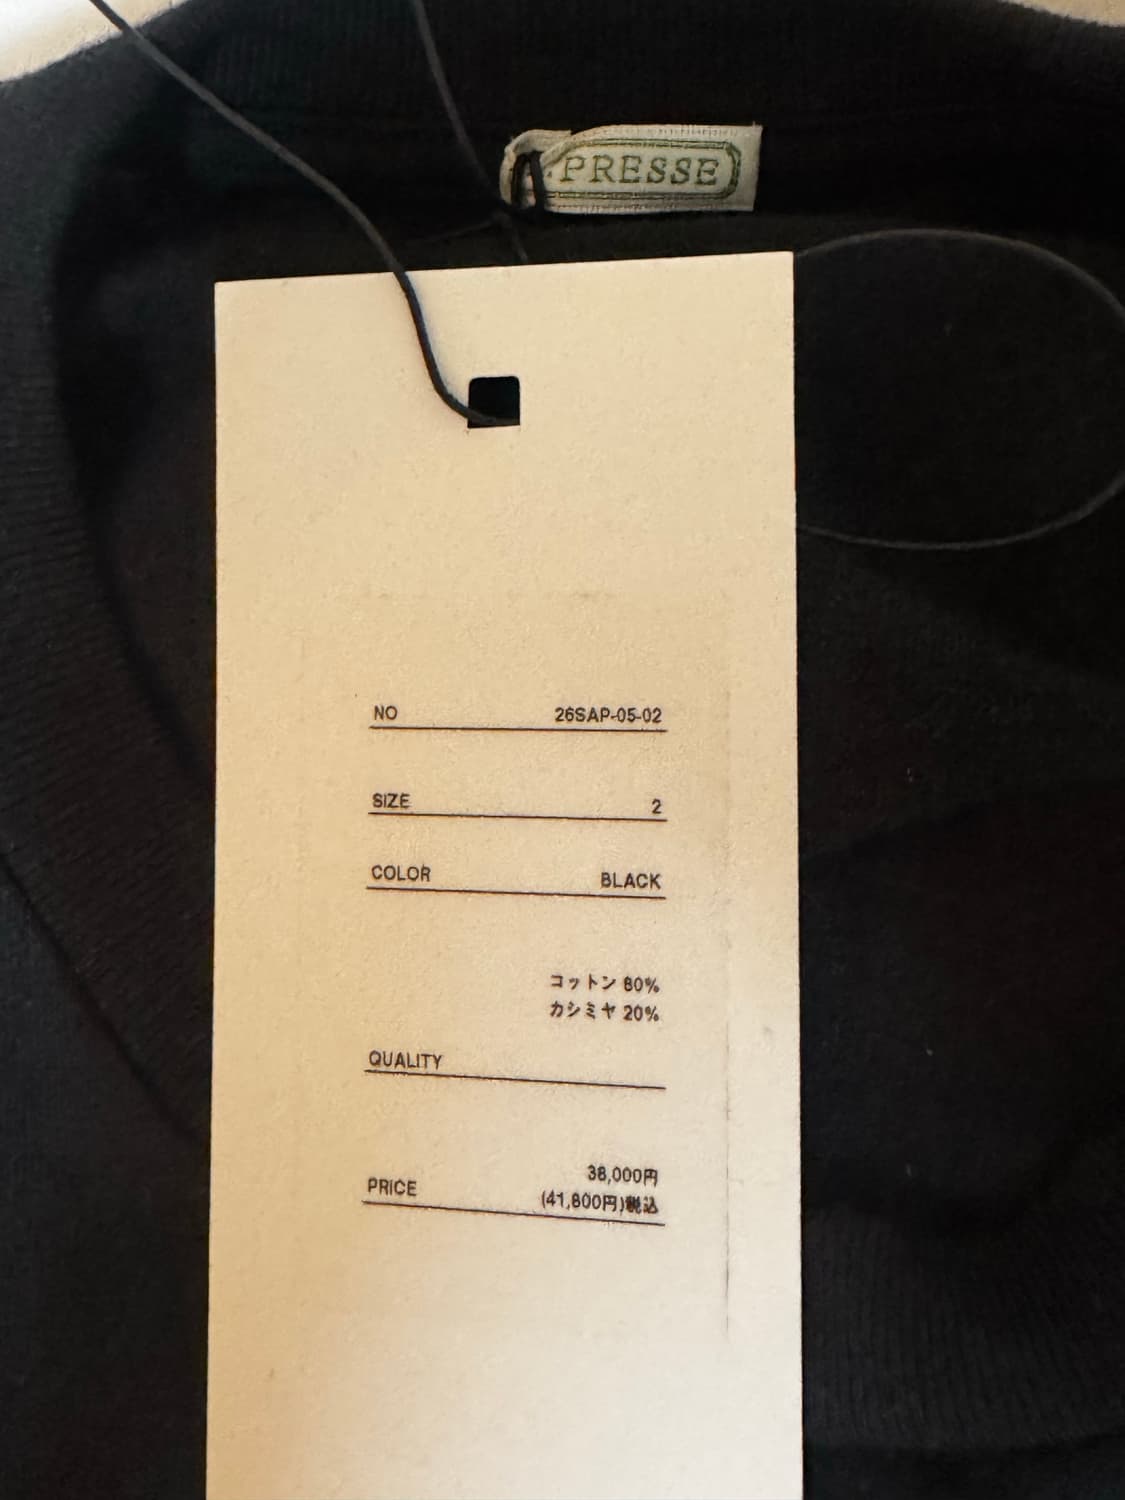 PRESSE
NO 26SAP-05-02
SIZE 2
COLOR BLACK
コットン 80%
カシミヤ 20%
QUALITY
38,000円
PRICE (41,800円)税込